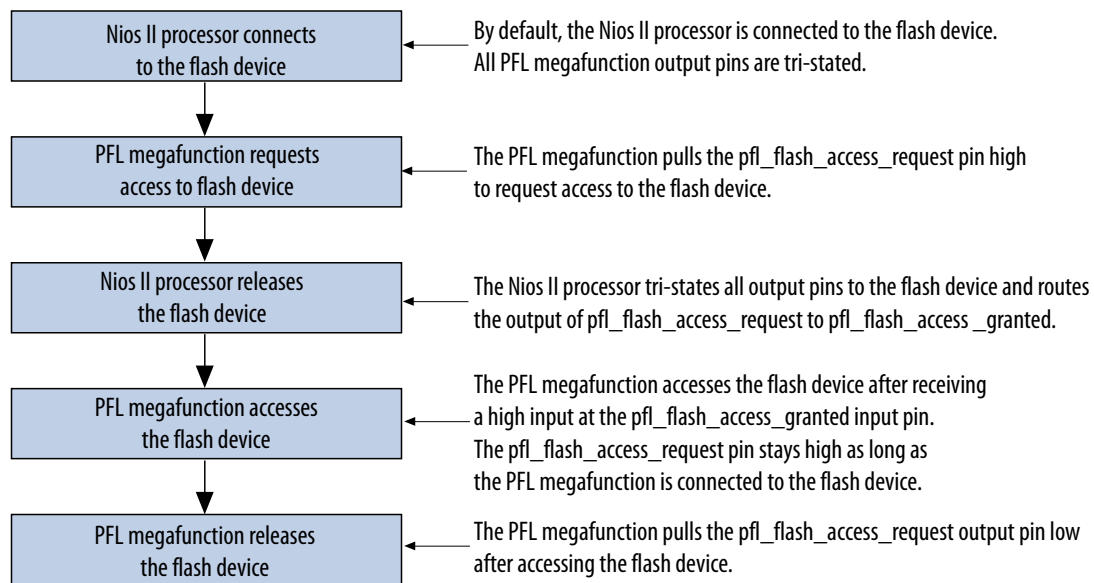 Nios II processor connects
to the flash device
By default, the Nios II processor is connected to the flash device.
All PFL megafunction output pins are tri-stated.
PFL megafunction requests
access to flash device
The PFL megafunction pulls the pfl_flash_access_request pin high
to request access to the flash device.
Nios II processor releases
the flash device
The Nios II processor tri-states all output pins to the flash device and routes
the output of pfl_flash_access_request to pfl_flash_access _granted.
PFL megafunction accesses
the flash device
The PFL megafunction accesses the flash device after receiving
a high input at the pfl_flash_access_granted input pin.
The pfl_flash_access_request pin stays high as long as
the PFL megafunction is connected to the flash device.
PFL megafunction releases
the flash device
The PFL megafunction pulls the pfl_flash_access_request output pin low
after accessing the flash device.